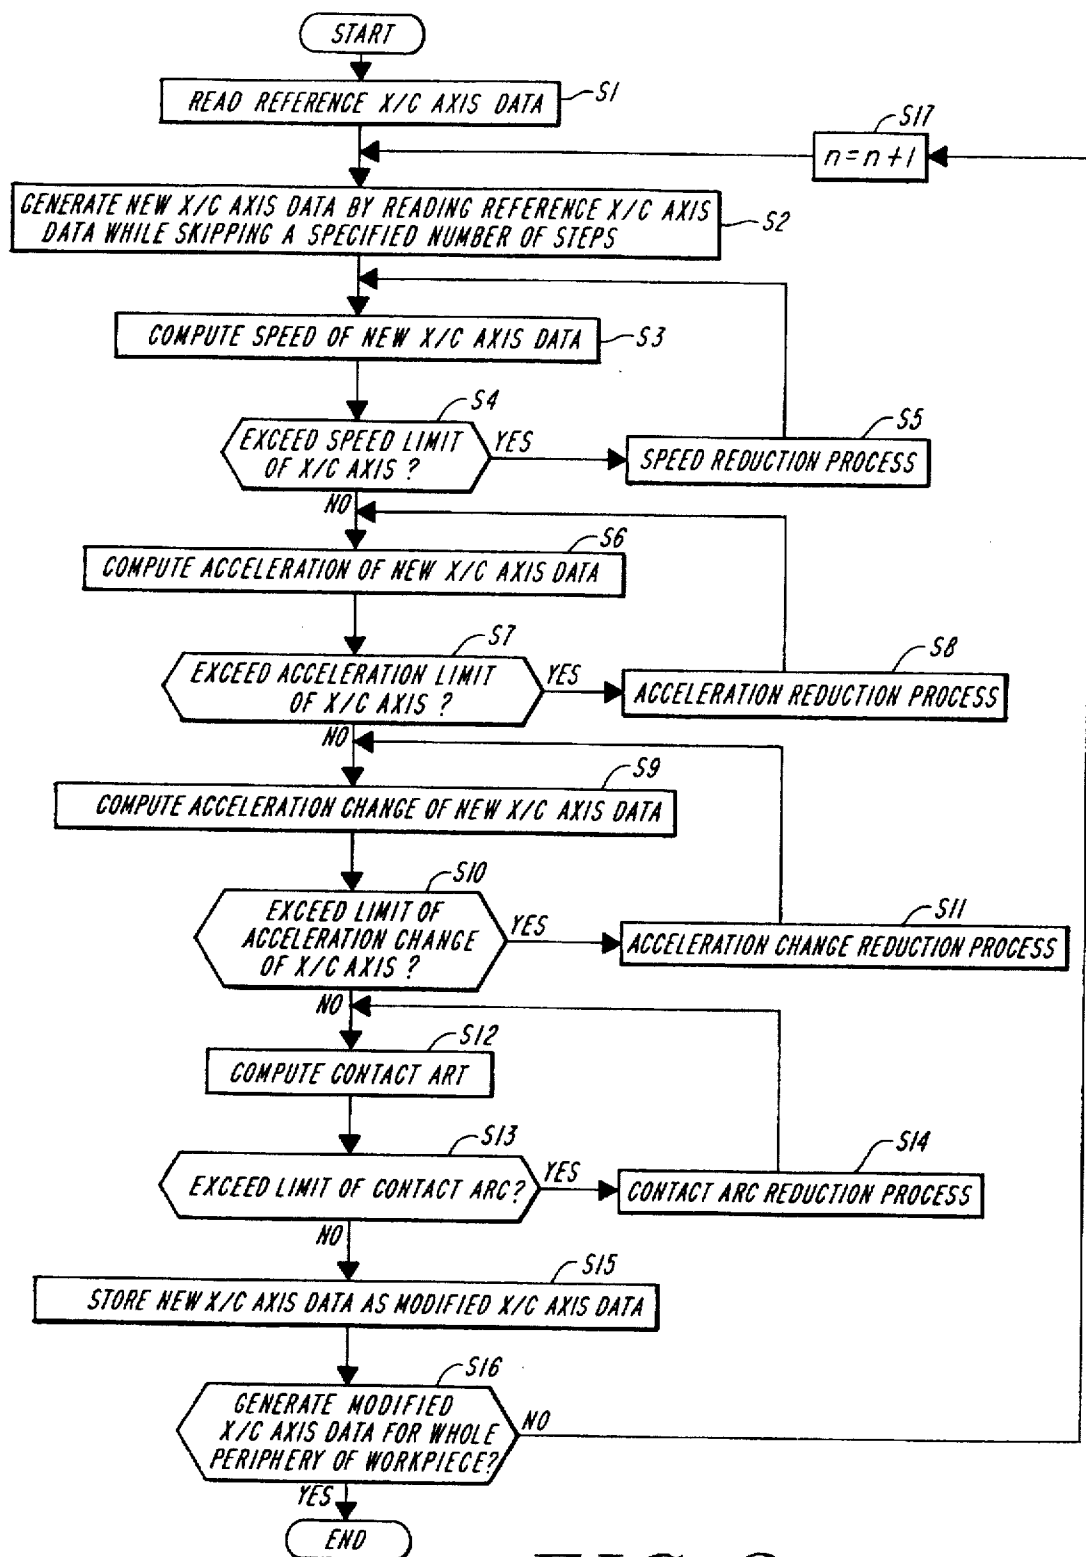 START
READ REFERENCE X/C AXIS DATA
S1
S17
n=n+1
GENERATE NEW X/C AXIS DATA BY READING REFERENCE X/C AXIS
DATA WHILE SKIPPING A SPECIFIED NUMBER OF STEPS
S2
COMPUTE SPEED OF NEW X/C AXIS DATA
S3
S4
EXCEED SPEED LIMIT
OF X/C AXIS ?
YES
S5
SPEED REDUCTION PROCESS
NO
S6
COMPUTE ACCELERATION OF NEW X/C AXIS DATA
S7
EXCEED ACCELERATION LIMIT
OF X/C AXIS ?
YES
S8
ACCELERATION REDUCTION PROCESS
NO
S9
COMPUTE ACCELERATION CHANGE OF NEW X/C AXIS DATA
S10
EXCEED LIMIT OF
ACCELERATION CHANGE
OF X/C AXIS ?
YES
S11
ACCELERATION CHANGE REDUCTION PROCESS
NO
S12
COMPUTE CONTACT ART
S13
EXCEED LIMIT OF CONTACT ARC?
YES
S14
CONTACT ARC REDUCTION PROCESS
NO
S15
STORE NEW X/C AXIS DATA AS MODIFIED X/C AXIS DATA
S16
GENERATE MODIFIED
X/C AXIS DATA FOR WHOLE
PERIPHERY OF WORKPIECE?
NO
YES
END